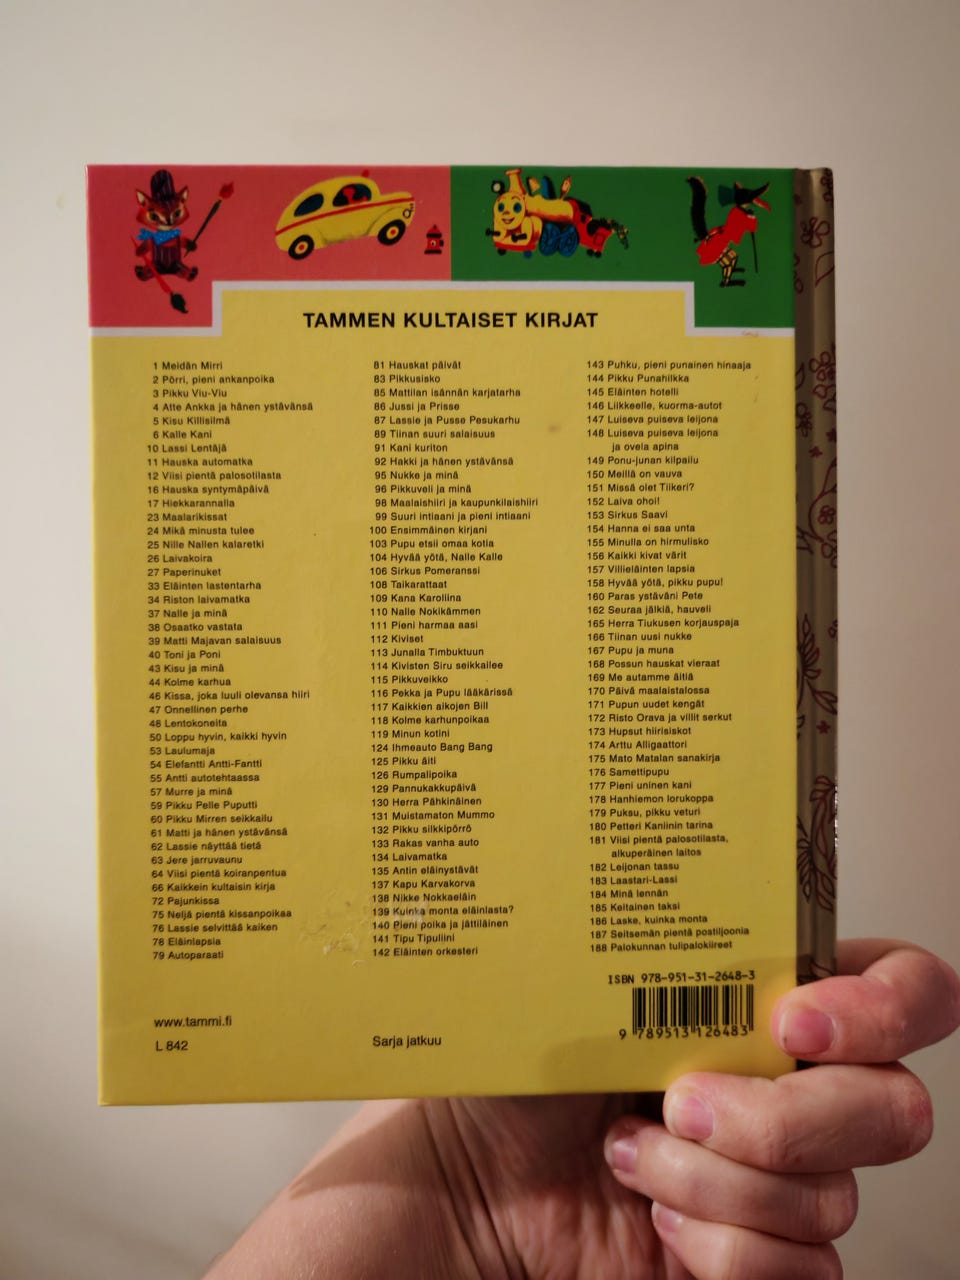 TAMMEN KULTAISET KIRJAT
1 Meidän Mirri
2 Pörri, pieni ankanpoika
3 Pikku Viu-Viu
4 Atte Ankka ja hänen ystävänsä
5 Kisu Killisilmä
6 Kalle Kani
10 Lassi Lentäjä
11 Hauska automatka
12 Viisi pientä palosotilasta
16 Hauska syntymäpäivä
17 Hiekkarannalla
23 Maalarikissat
24 Mikä minusta tulee
25 Nille Nallen kalaretki
26 Laivakoira
27 Paperinuket
33 Eläinten lastentarha
34 Riston laivamatka
37 Nalle ja minä
38 Osaatko vastata
39 Matti Majavan salaisuus
40 Toni ja Poni
43 Kisu ja minä
44 Kolme karhua
46 Kissa, joka luuli olevansa hiiri
47 Onnellinen perhe
48 Lentokoneita
50 Loppu hyvin, kaikki hyvin
53 Laulumaja
54 Elefantti Antti-Fantti
55 Antti autotehtaassa
57 Murre ja minä
59 Pikku Pelle Puputti
60 Pikku Mirren seikkailu
61 Matti ja hänen ystävänsä
62 Lassie näyttää tietä
63 Jere jarruvaunu
64 Viisi pientä koiranpentua
66 Kaikkein kultaisin kirja
72 Pajunkissa
75 Neljä pientä kissanpoikaa
76 Lassie selvittää kaiken
78 Eläinlapsia
79 Autoparaati
81 Hauskat päivät
83 Pikkusisko
85 Mattilan isännän karjatarha
86 Jussi ja Prisse
87 Lassie ja Pusse Pesukarhu
89 Tiinan suuri salaisuus
91 Kani kuriton
92 Hakki ja hänen ystävänsä
95 Nukke ja minä
96 Pikkuveli ja minä
98 Maalaishiiri ja kaupunkilaishiiri
99 Suuri intiaani ja pieni intiaani
100 Ensimmäinen kirjani
103 Pupu etsii omaa kotia
104 Hyvää yötä, Nalle Kalle
106 Sirkus Pomeranssi
108 Taikarattaat
109 Kana Karoliina
110 Nalle Nokikämmen
111 Pieni harmaa aasi
112 Kiviset
113 Junalla Timbuktuun
114 Kivisten Siru seikkailee
115 Pikkuveikko
116 Pekka ja Pupu lääkärissä
117 Kaikkien aikojen Bill
118 Kolme karhunpoikaa
119 Minun kotini
124 Ihmeauto Bang Bang
125 Pikku äiti
126 Rumpalipoika
129 Pannukakkupäivä
130 Herra Pähkinäinen
131 Muistamaton Mummo
132 Pikku silkkipörrö
133 Rakas vanha auto
134 Laivamatka
135 Antin eläinystävät
137 Kapu Karvakorva
138 Nikke Nokkaeläin
139 Kuinka monta eläinlasta?
140 Pieni poika ja jättiläinen
141 Tipu Tipuliini
142 Eläinten orkesteri
143 Puhku, pieni punainen hinaaja
144 Pikku Punahilkka
145 Eläinten hotelli
146 Liikkeelle, kuorma-autot
147 Luiseva puiseva leijona
148 Luiseva puiseva leijona
ja ovela apina
149 Ponu-junan kilpailu
150 Meillä on vauva
151 Missä olet Tiikeri?
152 Laiva ohoi!
153 Sirkus Saavi
154 Hanna ei saa unta
155 Minulla on hirmulisko
156 Kaikki kivat värit
157 Villieläinten lapsia
158 Hyvää yötä, pikku pupu!
160 Paras ystäväni Pete
162 Seuraa jälkiä, hauveli
165 Herra Tiukusen korjauspaja
166 Tiinan uusi nukke
167 Pupu ja muna
168 Possun hauskat vieraat
169 Me autamme äitiä
170 Päivä maalaistalossa
171 Pupun uudet kengät
172 Risto Orava ja villit serkut
173 Hupsut hiirisiskot
174 Arttu Alligaattori
175 Mato Matalan sanakirja
176 Samettipupu
177 Pieni uninen kani
178 Hanhiemon lorukoppa
179 Puksu, pikku veturi
180 Petteri Kaniinin tarina
181 Viisi pientä palosotilasta,
alkuperäinen laitos
182 Leijonan tassu
183 Laastari-Lassi
184 Minä lennän
185 Keltainen taksi
186 Laske, kuinka monta
187 Seitsemän pientä postiljoonia
188 Palokunnan tulipalokiireet
ISBN 978-951-31-2648-3
9 789513 126483
www.tammi.fi
L 842
Sarja jatkuu